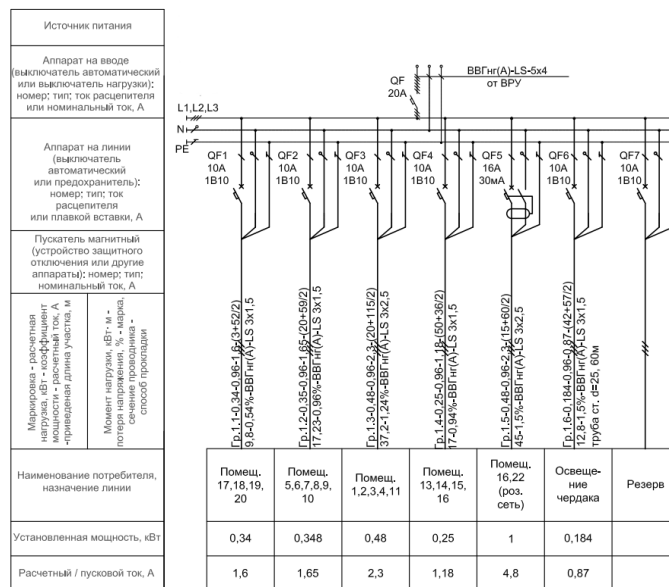 Источник питания
Аппарат на вводе
(выключатель автоматический
или выключатель нагрузки);
номер; тип; ток расцепителя
или номинальный ток, А
Аппарат на линии
(выключатель
автоматический
или предохранитель):
номер; тип; ток
расцепителя
или плавкой вставки, А
Пускатель магнитный
(устройство защитного
отключения или другие
аппараты); номер; тип;
номинальный ток, А
Маркировка - расчетная
нагрузка, кВт - коэффициент
мощности - расчетный ток, А
-приведеная длина участка, м
Момент нагрузки, кВт·м -
потеря напряжения, % - марка,
сечение проводника -
способ прокладки
QF
20А
ВВГнг(А)-LS-5х4
от ВРУ
L1,L2,L3
N
PE
QF1
10А
1В10
QF2
10А
1В10
QF3
10А
1В10
QF4
10А
1В10
QF5
16А
30мА
QF6
10А
1В10
QF7
10А
1В10
Гр.1.1-0,34-0,96-1,6-(3+52/2)
9,8-0,54%-ВВГнг(А)-LS 3х1,5
Гр.1.2-0,35-0,96-1,65-(20+59/2)
17,23-0,96%-ВВГнг(А)-LS 3х1,5
Гр.1.3-0,48-0,96-2,3-(20+115/2)
37,2-1,24%-ВВГнг(А)-LS 3х2,5
Гр.1.4-0,25-0,96-1,18-(50+36/2)
17-0,94%-ВВГнг(А)-LS 3х1,5
Гр.1.5-0,48-0,96-2,3-(15+60/2)
45-1,5%-ВВГнг(А)-LS 3х2,5
Гр.1.6-0,184-0,96-0,87-(42+57/2)
12,8-1,5%-ВВГнг(А)-LS 3х1,5
труба ст. d=25, 60м
Наименование потребителя,
назначение линии
Помещ.
17,18,19,
20
Помещ.
5,6,7,8,9,
10
Помещ.
1,2,3,4,11
Помещ.
13,14,15,
16
Помещ.
16,22
(роз.
сеть)
Освеще-
ние
чердака
Резерв
Установленная мощность, кВт
0,34
0,348
0,48
0,25
1
0,184
Расчетный / пусковой ток, А
1,6
1,65
2,3
1,18
4,8
0,87